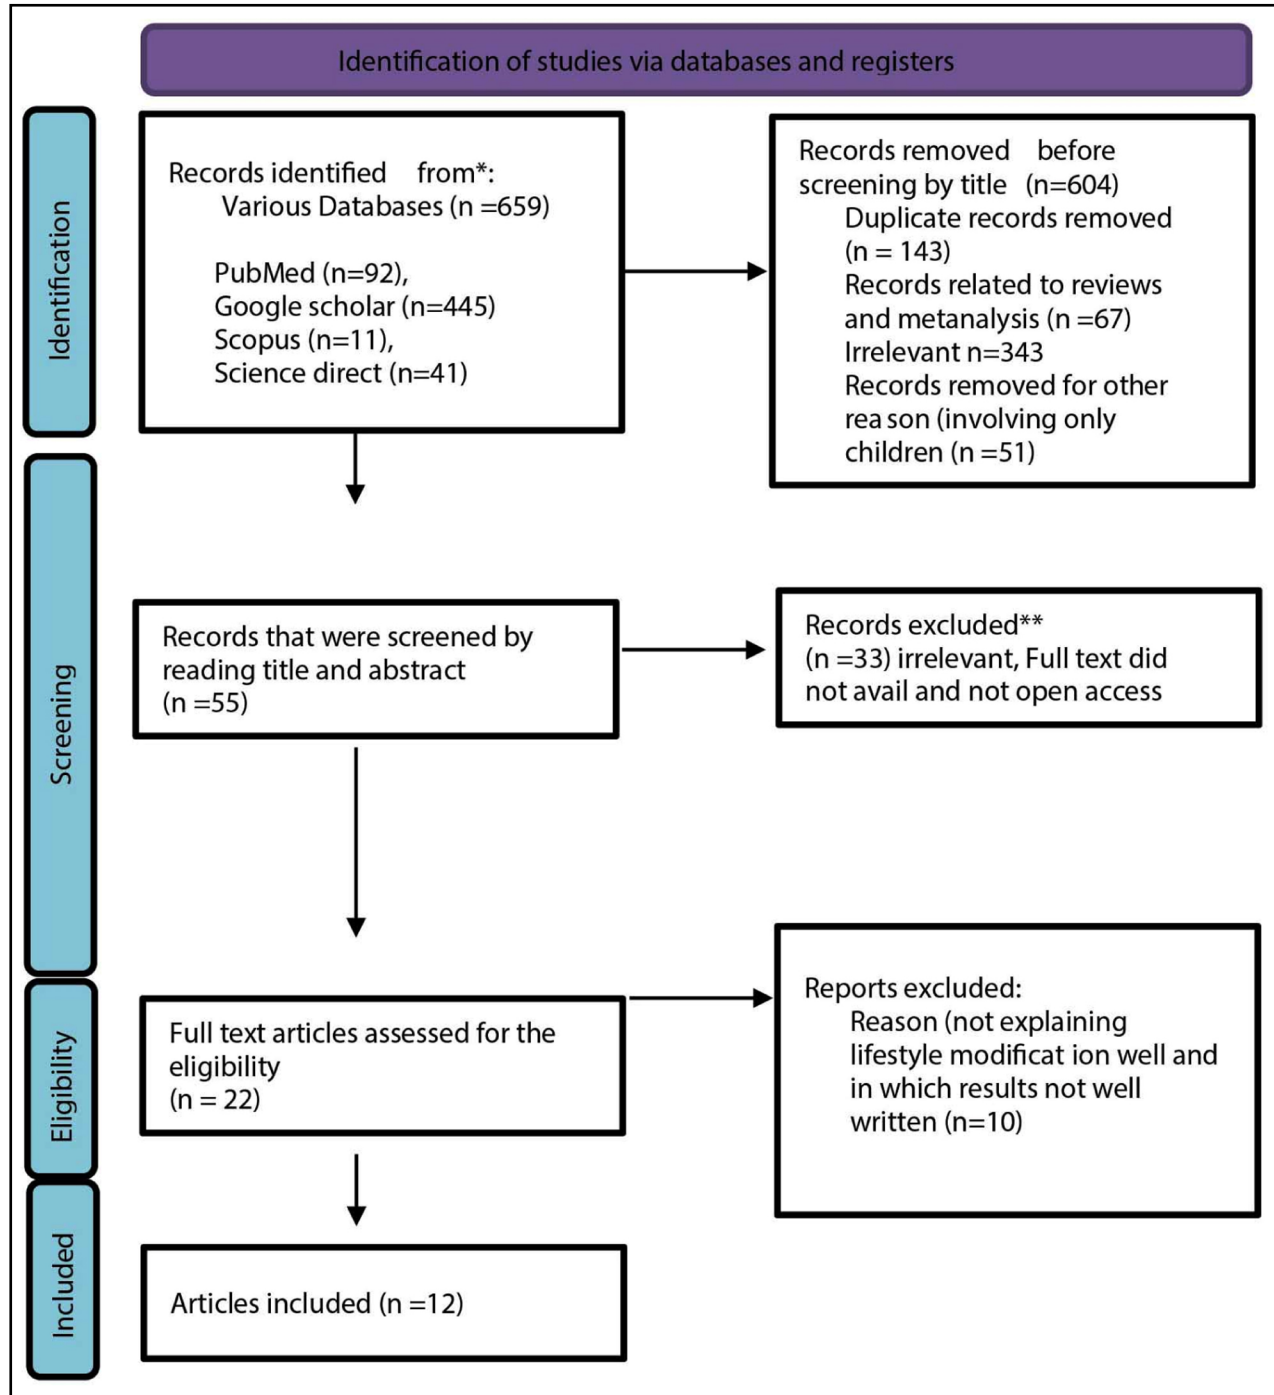 Identification of studies via databases and registers
Identification
Records identified from*:
Various Databases (n =659)
PubMed (n=92),
Google scholar (n=445)
Scopus (n=11),
Science direct (n=41)
Records removed before
screening by title (n=604)
Duplicate records removed
(n = 143)
Records related to reviews
and metanalysis (n =67)
Irrelevant n=343
Records removed for other
rea son (involving only
children (n =51)
Screening
Records that were screened by
reading title and abstract
(n =55)
Records excluded**
(n =33) irrelevant, Full text did
not avail and not open access
Eligibility
Full text articles assessed for the
eligibility
(n = 22)
Reports excluded:
Reason (not explaining
lifestyle modificat ion well and
in which results not well
written (n=10)
Included
Articles included (n =12)